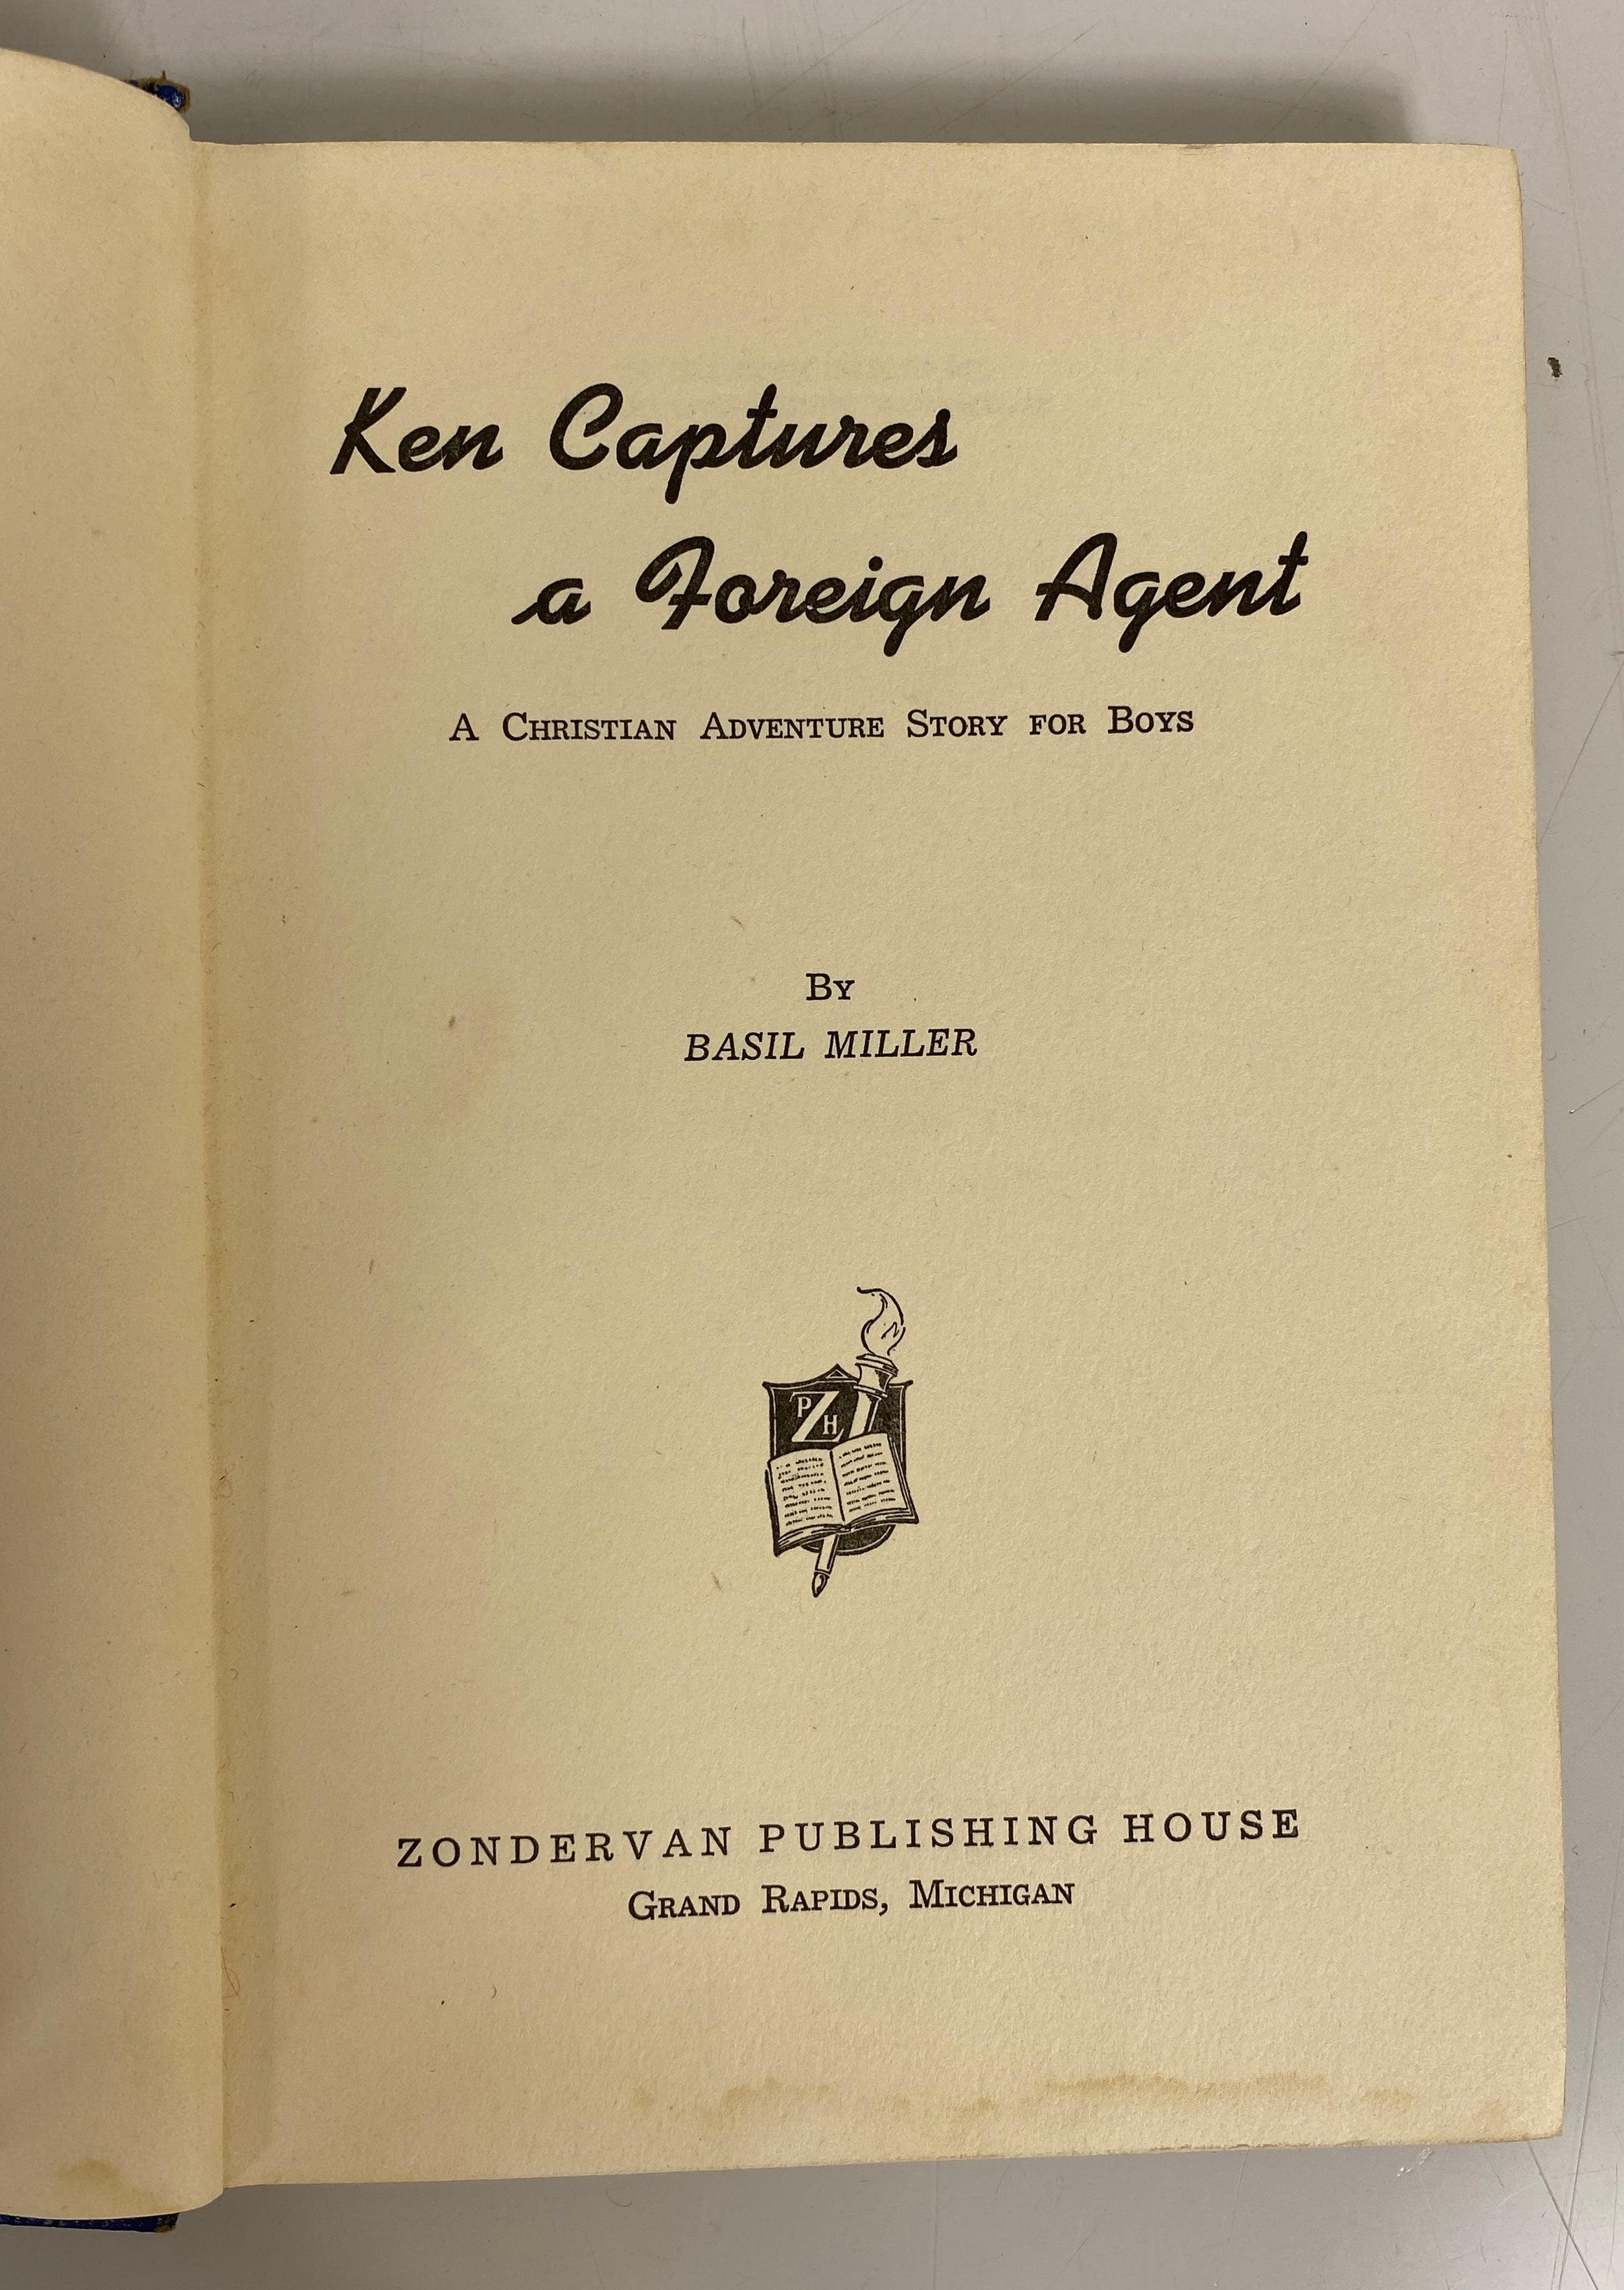 Ken Captures
a Foreign Agent
A Christian Adventure Story for Boys
By
BASIL MILLER
P
Z
H
ZONDERVAN PUBLISHING HOUSE
Grand Rapids, Michigan